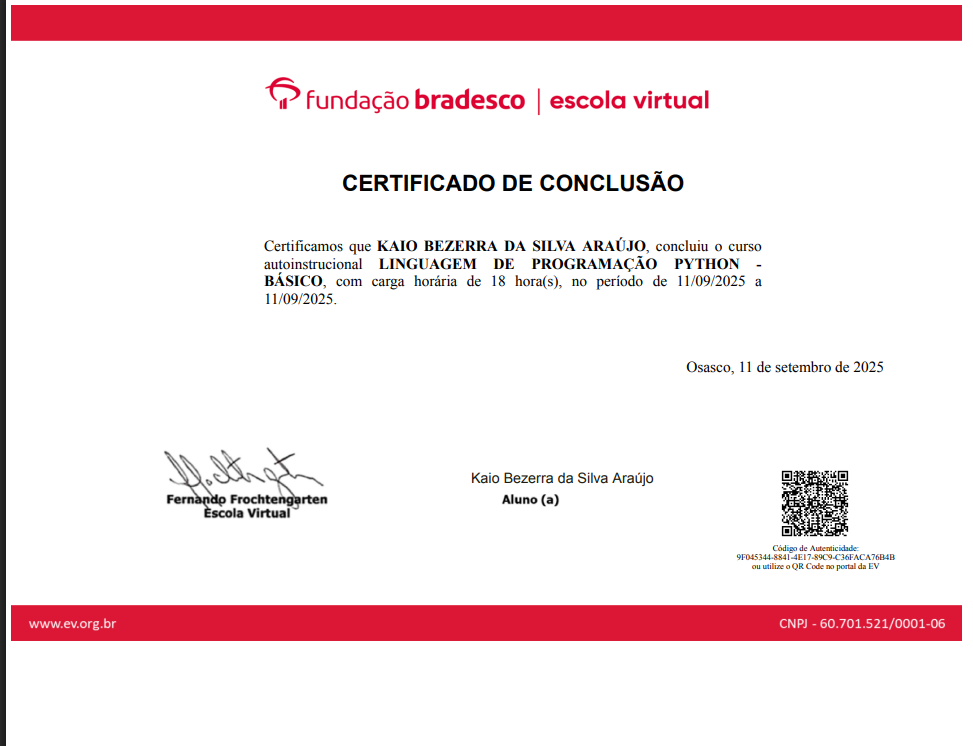 fundação bradesco | escola virtual
CERTIFICADO DE CONCLUSÃO
Certificamos que KAIO BEZERRA DA SILVA ARAÚJO, concluiu o curso
autoinstrucional LINGUAGEM DE PROGRAMAÇÃO PYTHON -
BÁSICO, com carga horária de 18 hora(s), no período de 11/09/2025 a
11/09/2025.
Osasco, 11 de setembro de 2025
Fernando Frochtengarten
Escola Virtual
Kaio Bezerra da Silva Araújo
Aluno (a)
Código de Autenticidade:
9F045344-8841-4E17-89C9-C36FACA76B4B
ou utilize o QR Code no portal da EV
www.ev.org.br
CNPJ - 60.701.521/0001-06